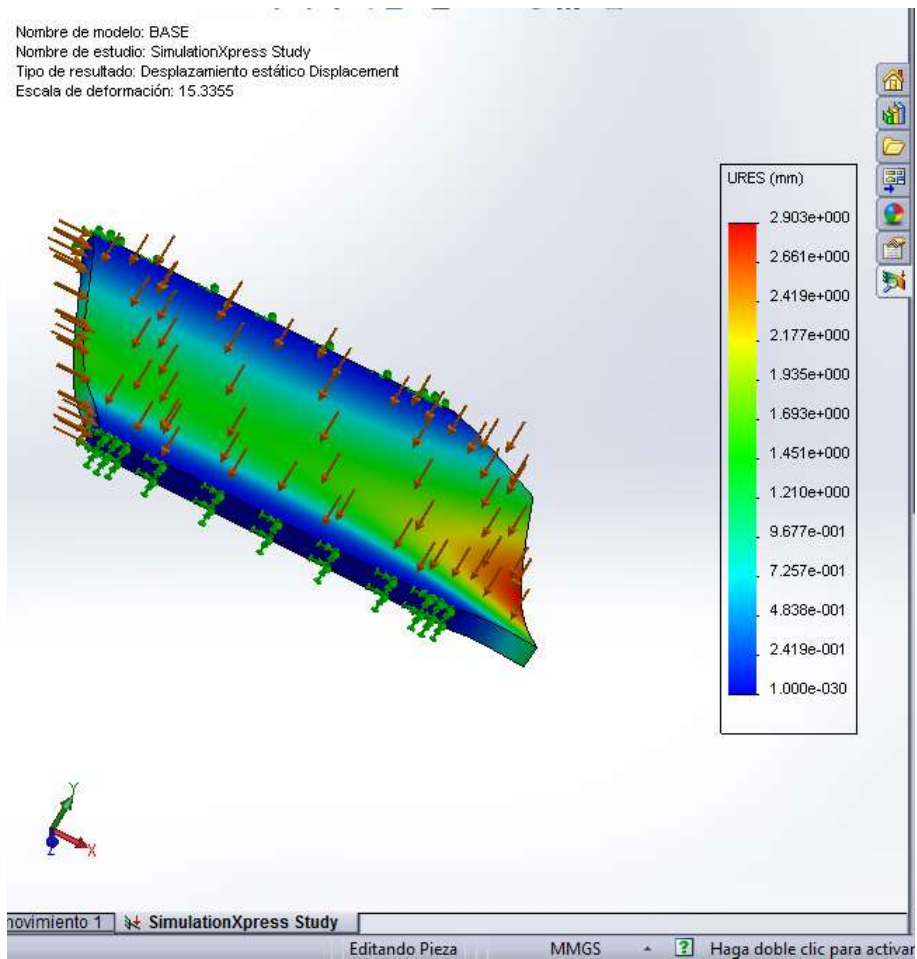 Nombre de modelo: BASE
Nombre de estudio: SimulationXpress Study
Tipo de resultado: Desplazamiento estático Displacement
Escala de deformación: 15.3355
URES (mm)
2.903e+000
2.661e+000
2.419e+000
2.177e+000
1.935e+000
1.693e+000
1.451e+000
1.210e+000
9.677e-001
7.257e-001
4.838e-001
2.419e-001
1.000e-030
Y
X
Z
movimiento 1
SimulationXpress Study
Editando Pieza
MMGS
?
Haga doble clic para activar